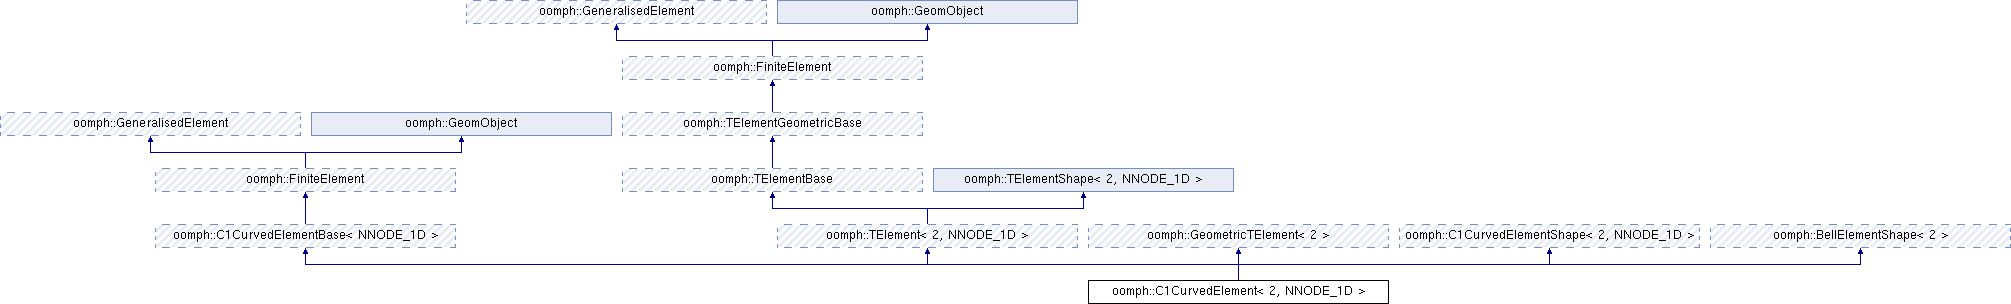 oomph::GeneralisedElement
oomph::GeomObject
oomph::FiniteElement
oomph::GeneralisedElement
oomph::GeomObject
oomph::TElementGeometricBase
oomph::FiniteElement
oomph::TElementBase
oomph::TElementShape< 2, NNODE_1D >
oomph::C1CurvedElementBase< NNODE_1D >
oomph::TElement< 2, NNODE_1D >
oomph::GeometricTElement< 2 >
oomph::C1CurvedElementShape< 2, NNODE_1D >
oomph::BellElementShape< 2 >
oomph::C1CurvedElement< 2, NNODE_1D >